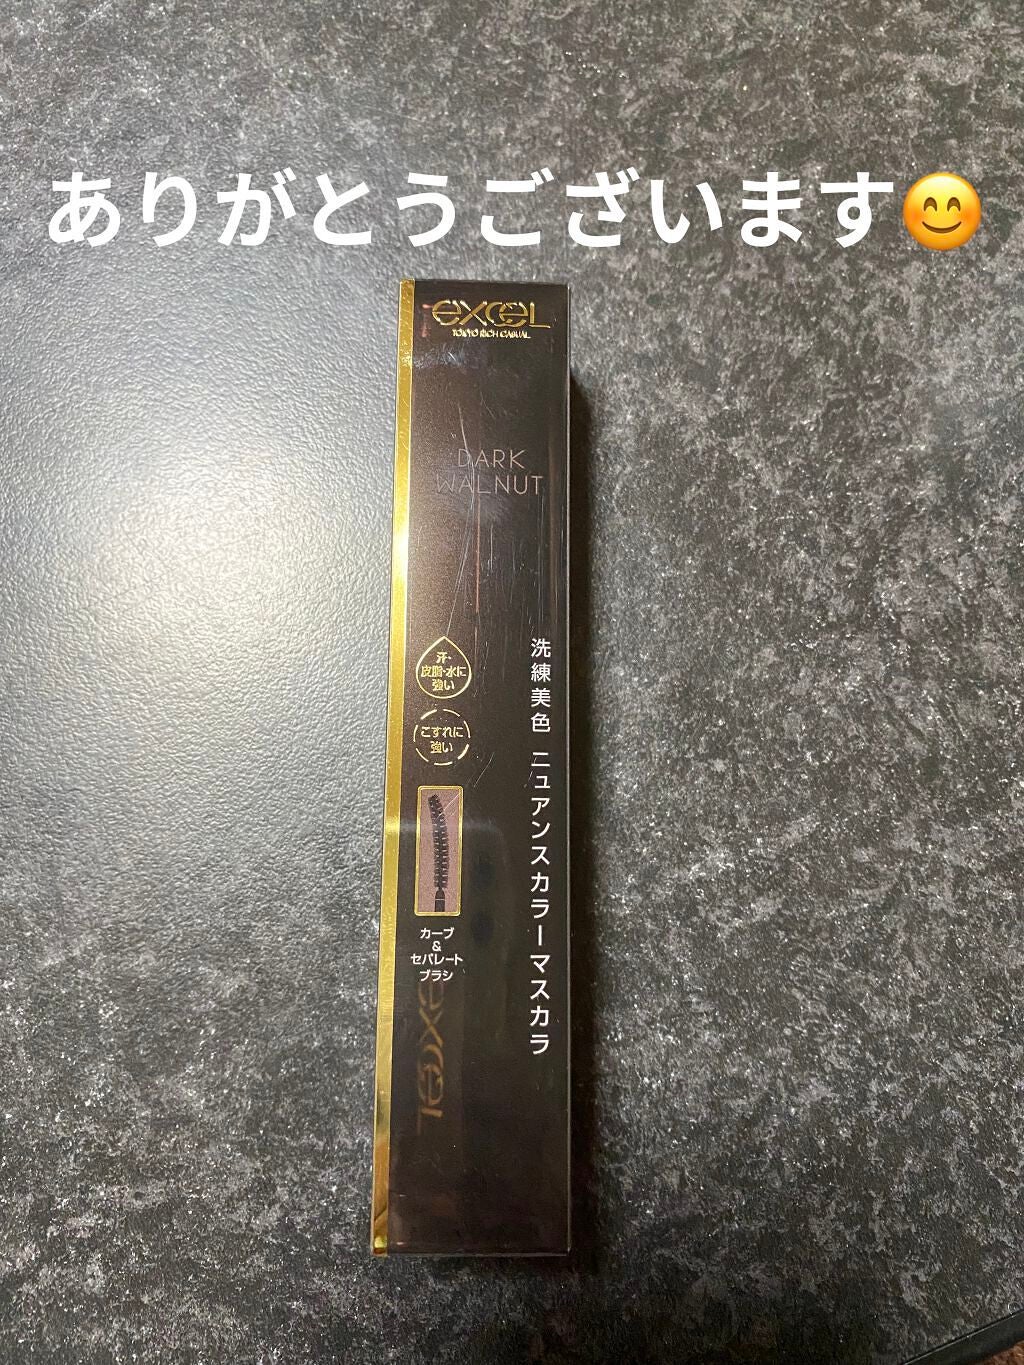 ありがとうございます😊
excel
TOKYO RICH CASUAL
DARK
WALNUT
汗・
皮脂・水に
強い
こすれに
強い
洗練美色 ニュアンスカラーマスカラ
カーブ
&
セパレート
ブラシ
excel